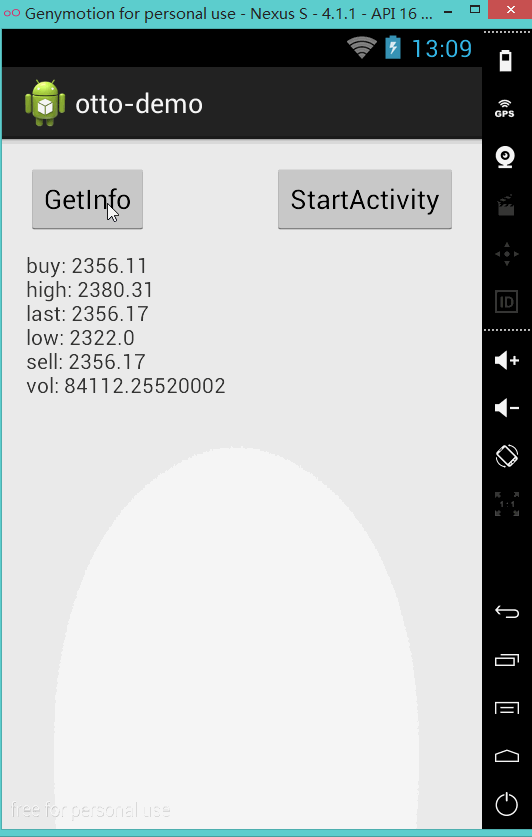 Genymotion for personal use - Nexus S - 4.1.1 - API 16 ...
13:09
otto-demo
GPS
GetInfo
StartActivity
ID
buy: 2356.11
high: 2380.31
last: 2356.17
low: 2322.0
sell: 2356.17
vol: 84112.25520002
1:1
free for personal use